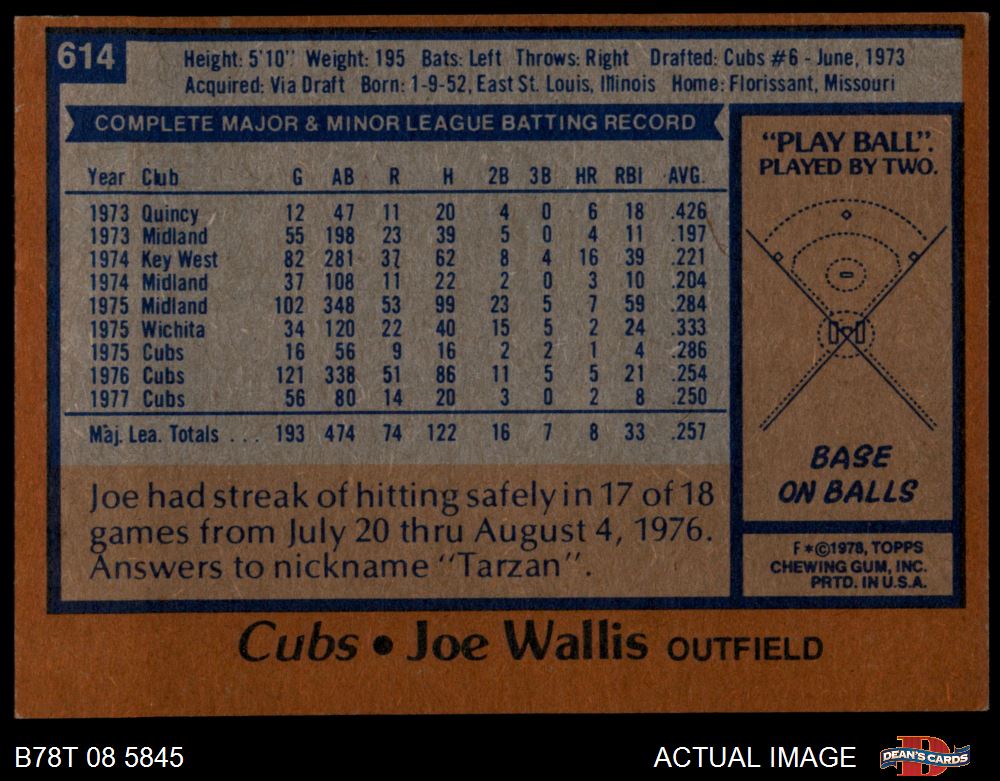 614
Height: 5'10" Weight: 195 Bats: Left Throws: Right Drafted: Cubs #6 - June, 1973
Acquired: Via Draft Born: 1-9-52, East St. Louis, Illinois Home: Florissant, Missouri
COMPLETE MAJOR & MINOR LEAGUE BATTING RECORD
Year Club G AB R H 2B 3B HR RBI AVG.
1973 Quincy 12 47 11 20 4 0 6 18 .426
1973 Midland 55 198 23 39 5 0 4 11 .197
1974 Key West 82 281 37 62 8 4 16 39 .221
1974 Midland 37 108 11 22 2 0 3 10 .204
1975 Midland 102 348 53 99 23 5 7 59 .284
1975 Wichita 34 120 22 40 15 5 2 24 .333
1975 Cubs 16 56 9 16 2 2 1 4 .286
1976 Cubs 121 338 51 86 11 5 5 21 .254
1977 Cubs 56 80 14 20 3 0 2 8 .250
Maj. Lea. Totals . . . 193 474 74 122 16 7 8 33 .257
Joe had streak of hitting safely in 17 of 18
games from July 20 thru August 4, 1976.
Answers to nickname "Tarzan".
"PLAY BALL".
PLAYED BY TWO.
BASE
ON BALLS
F*©1978, TOPPS
CHEWING GUM, INC.
PRTD. IN U.S.A.
Cubs • Joe Wallis OUTFIELD
B78T 08 5845
ACTUAL IMAGE
D
DEAN'S CARDS